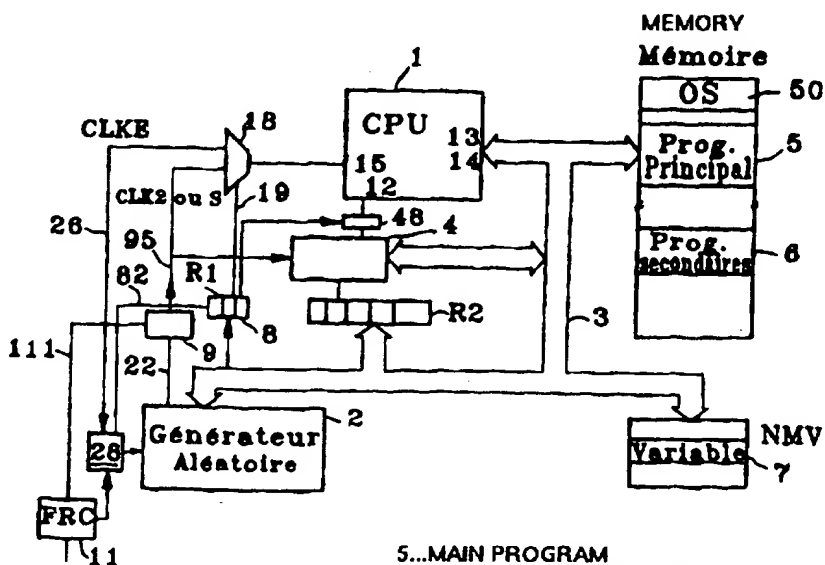 MEMORY
Mémoire
1
OS
50
CLKE
18
CPU
13
14
Prog.
Principal
5
15
12
19
CLK2 ou S
26
48
4
95
Prog.
secondaires
6
82
R1
R2
8
3
111
9
22
2
Générateur
Aléatoire
NMV
Variable
7
28
FRC
11
5...MAIN PROGRAM